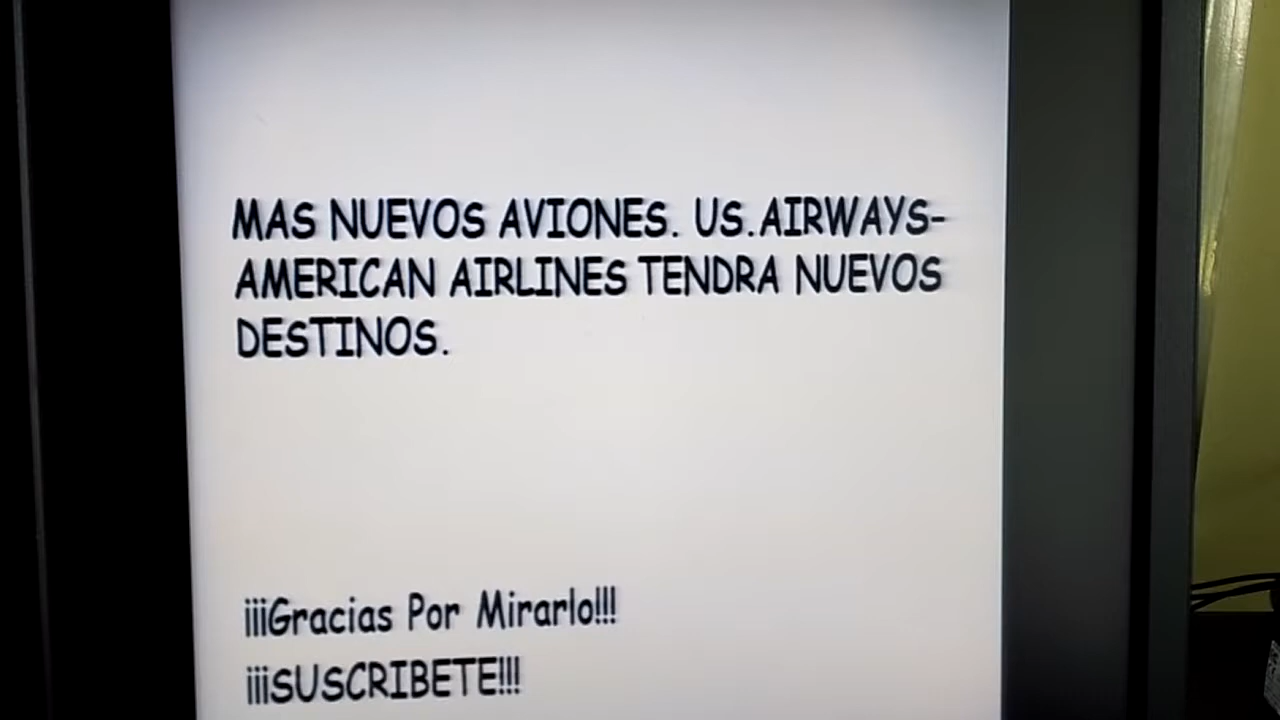 MAS NUEVOS AVIONES. US.AIRWAYS-
AMERICAN AIRLINES TENDRA NUEVOS
DESTINOS.
¡¡¡Gracias Por Mirarlo!!!
¡¡¡SUSCRIBETE!!!